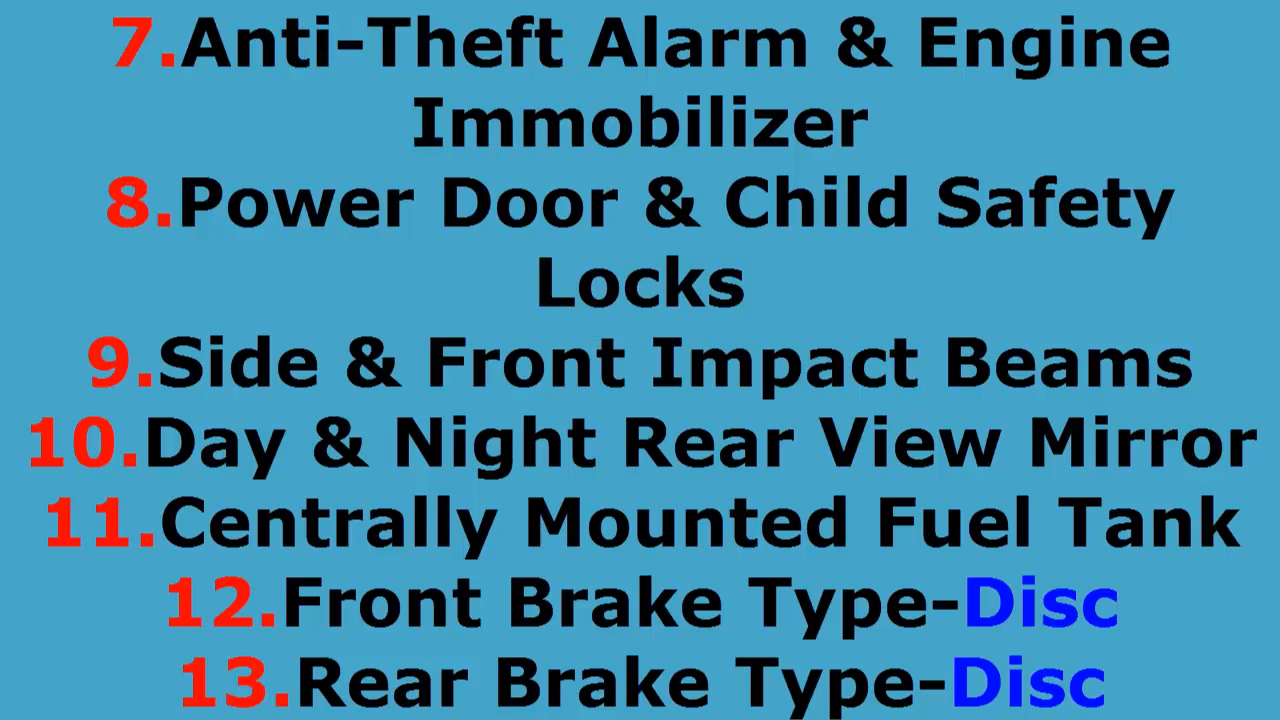 7.Anti-Theft Alarm & Engine
Immobilizer
8.Power Door & Child Safety
Locks
9.Side & Front Impact Beams
10.Day & Night Rear View Mirror
11.Centrally Mounted Fuel Tank
12.Front Brake Type-Disc
13.Rear Brake Type-Disc